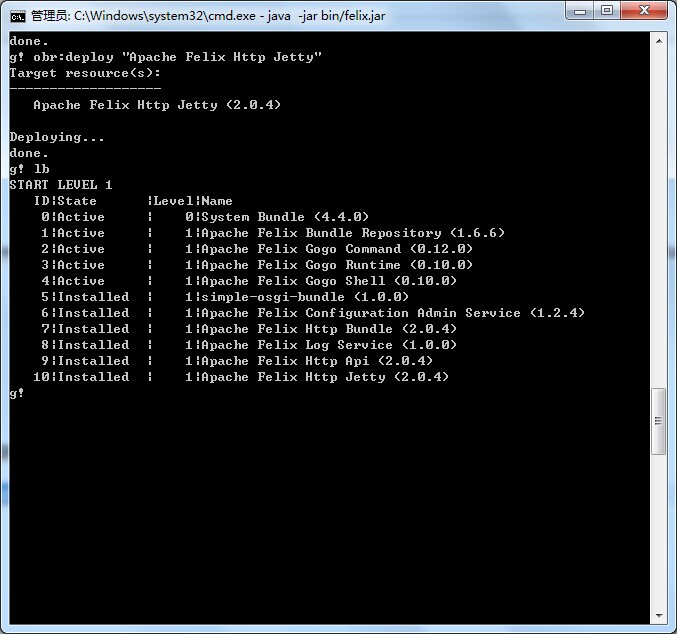 管理员: C:\Windows\system32\cmd.exe - java  -jar bin/felix.jar
done.
g! obr:deploy "Apache Felix Http Jetty"
Target resource(s):
-------------------
   Apache Felix Http Jetty (2.0.4)

Deploying...
done.
g! lb
START LEVEL 1
   ID|State      |Level|Name
    0|Active     |    0|System Bundle (4.4.0)
    1|Active     |    1|Apache Felix Bundle Repository (1.6.6)
    2|Active     |    1|Apache Felix Gogo Command (0.12.0)
    3|Active     |    1|Apache Felix Gogo Runtime (0.10.0)
    4|Active     |    1|Apache Felix Gogo Shell (0.10.0)
    5|Installed  |    1|simple-osgi-bundle (1.0.0)
    6|Installed  |    1|Apache Felix Configuration Admin Service (1.2.4)
    7|Installed  |    1|Apache Felix Http Bundle (2.0.4)
    8|Installed  |    1|Apache Felix Log Service (1.0.0)
    9|Installed  |    1|Apache Felix Http Api (2.0.4)
   10|Installed  |    1|Apache Felix Http Jetty (2.0.4)
g!